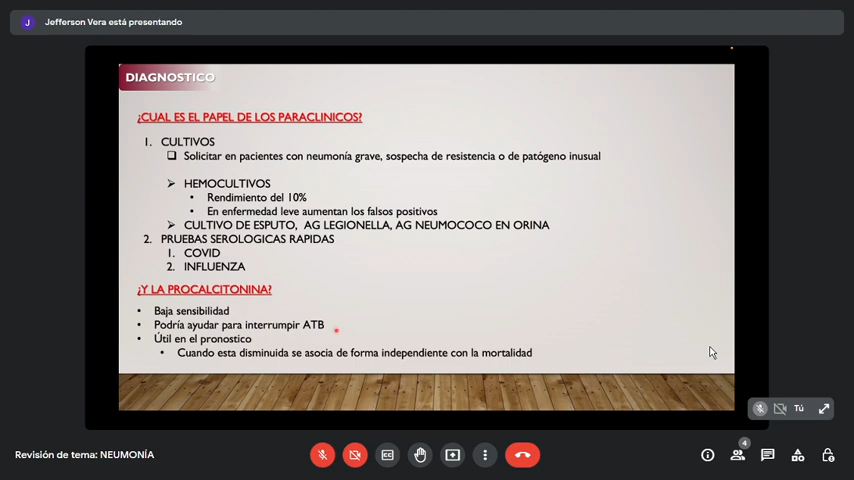 J Jefferson Vera está presentando
DIAGNOSTICO
¿CUAL ES EL PAPEL DE LOS PARACLINICOS?
1. CULTIVOS
Solicitar en pacientes con neumonía grave, sospecha de resistencia o de patógeno inusual
HEMOCULTIVOS
• Rendimiento del 10%
• En enfermedad leve aumentan los falsos positivos
CULTIVO DE ESPUTO, AG LEGIONELLA, AG NEUMOCOCO EN ORINA
2. PRUEBAS SEROLOGICAS RAPIDAS
1. COVID
2. INFLUENZA
¿Y LA PROCALCITONINA?
• Baja sensibilidad
• Podría ayudar para interrumpir ATB
• Útil en el pronostico
• Cuando esta disminuida se asocia de forma independiente con la mortalidad
Tú
4
Revisión de tema: NEUMONÍA
CC